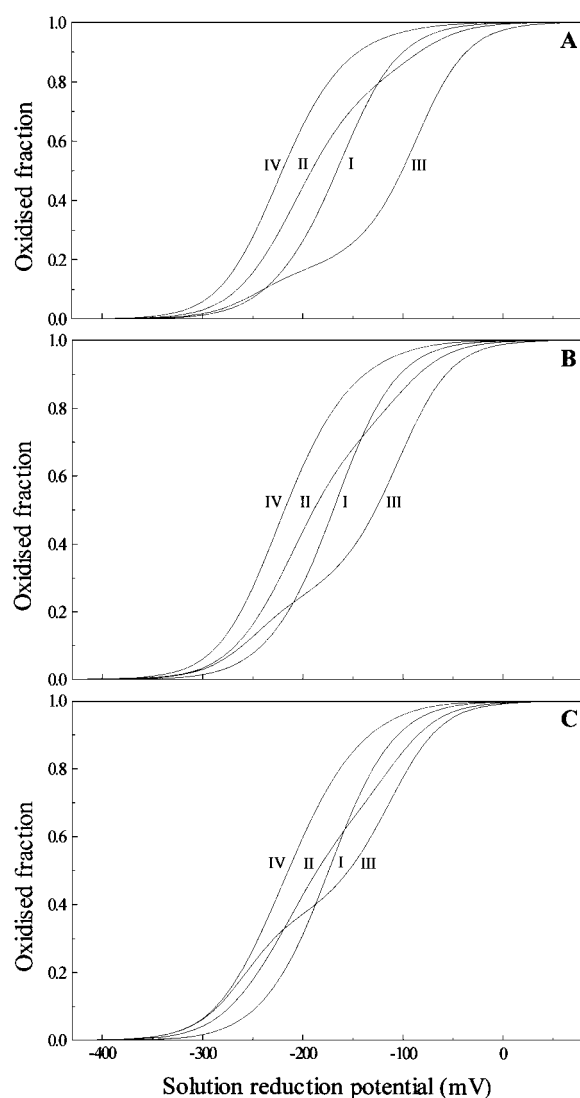 A
1.0
0.8
0.6
0.4
0.2
0.0
Oxidised fraction
IV II I III
B
1.0
0.8
0.6
0.4
0.2
0.0
Oxidised fraction
IV II I III
C
1.0
0.8
0.6
0.4
0.2
0.0
Oxidised fraction
IV II I III
-400 -300 -200 -100 0
Solution reduction potential (mV)